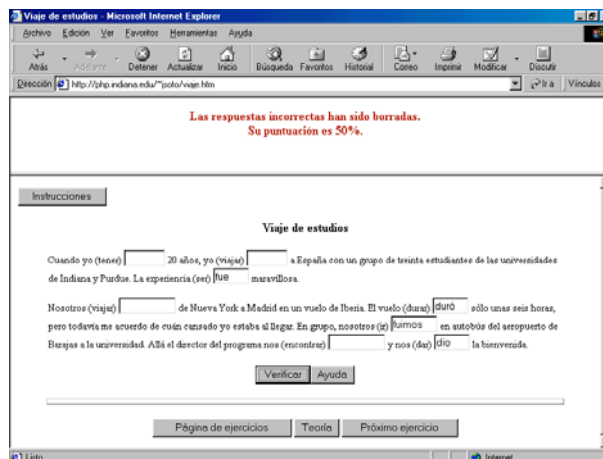 Viaje de estudios - Microsoft Internet Explorer
Archivo Edición Ver Favoritos Herramientas Ayuda
Atrás Adelante Detener Actualizar Inicio Búsqueda Favoritos Historial Correo Imprimir Modificar Discutir
Dirección http://php.indiana.edu/~jsoto/viaje.htm Ir a Vínculos
Las respuestas incorrectas han sido borradas.
Su puntuación es 50%.
Instrucciones
Viaje de estudios
Cuando yo (tener) 20 años, yo (viajar) a España con un grupo de treinta estudiantes de las universidades
de Indiana y Purdue. La experiencia (ser) fue maravillosa.
Nosotros (viajar) de Nueva York a Madrid en un vuelo de Iberia. El vuelo (durar) duró sólo unas seis horas,
pero todavía me acuerdo de cuán cansado yo estaba al llegar. En grupo, nosotros (ir) fuimos en autobús del aeropuerto de
Barajas a la universidad. Allá el director del programa nos (encontrar) y nos (dar) dio la bienvenida.
Verificar Ayuda
Página de ejercicios Teoría Próximo ejercicio
Listo Internet